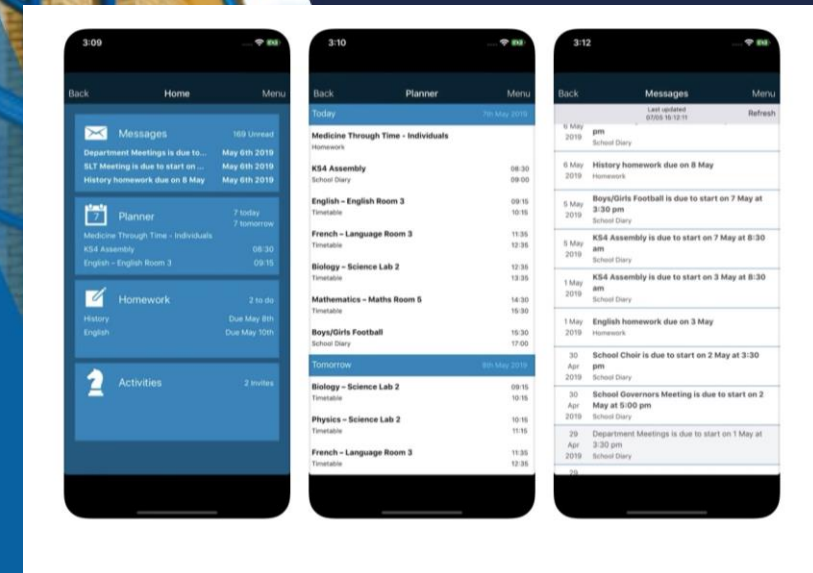 3:09
Back Home Menu
Messages 169 Unread
Department Meetings is due to... May 6th 2019
SLT Meeting is due to start on ... May 6th 2019
History homework due on 8 May May 6th 2019
7 Planner 7 today
7 tomorrow
Medicine Through Time - Individuals
KS4 Assembly 08:30
English - English Room 3 09:15
Homework 2 to do
History Due May 8th
English Due May 10th
Activities 2 Invites
3:10
Back Planner Menu
Today 7th May 2019
Medicine Through Time - Individuals
Homework
KS4 Assembly 08:30
School Diary 09:00
English - English Room 3 09:15
Timetable 10:15
French - Language Room 3 11:35
Timetable 12:35
Biology - Science Lab 2 12:35
Timetable 13:35
Mathematics - Maths Room 5 14:30
Timetable 15:30
Boys/Girls Football 15:30
School Diary 17:00
Tomorrow 8th May 2019
Biology - Science Lab 2 09:15
Timetable 10:15
Physics - Science Lab 2 10:15
Timetable 11:15
French - Language Room 3 11:35
Timetable 12:35
3:12
Back Messages Menu
Last updated
07/05 15:12:11 Refresh
6 May pm
School Diary
6 May 2019 History homework due on 8 May
Homework
5 May 2019 Boys/Girls Football is due to start on 7 May at
3:30 pm
School Diary
5 May 2019 KS4 Assembly is due to start on 7 May at 8:30
am
School Diary
1 May 2019 KS4 Assembly is due to start on 3 May at 8:30
am
School Diary
1 May 2019 English homework due on 3 May
Homework
30 Apr 2019 School Choir is due to start on 2 May at 3:30
pm
School Diary
30 Apr 2019 School Governors Meeting is due to start on 2
May at 5:00 pm
School Diary
29 Apr 2019 Department Meetings is due to start on 1 May at
3:30 pm
School Diary
29